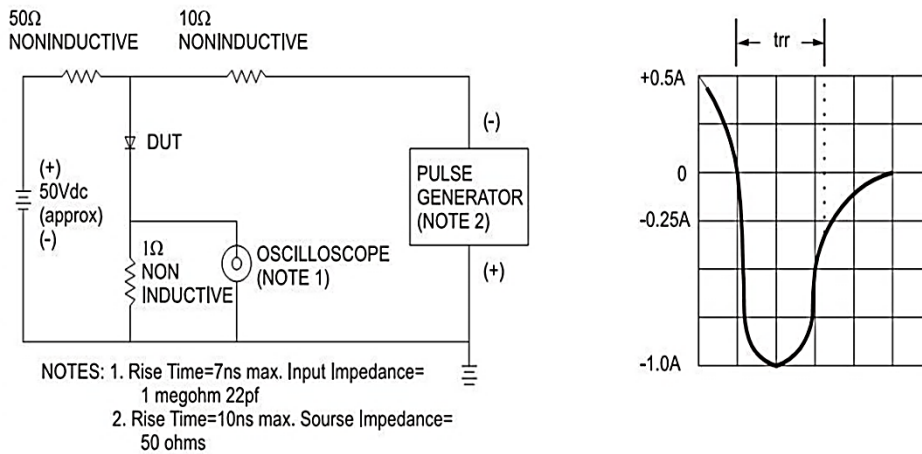 50Ω
NONINDUCTIVE
10Ω
NONINDUCTIVE
DUT
(+)
50Vdc
(approx)
(-)
1Ω
NON
INDUCTIVE
OSCILLOSCOPE
(NOTE 1)
(-)
PULSE
GENERATOR
(NOTE 2)
(+)
NOTES: 1. Rise Time=7ns max. Input Impedance=
1 megohm 22pf
2. Rise Time=10ns max. Sourse Impedance=
50 ohms
trr
+0.5A
0
-0.25A
-1.0A